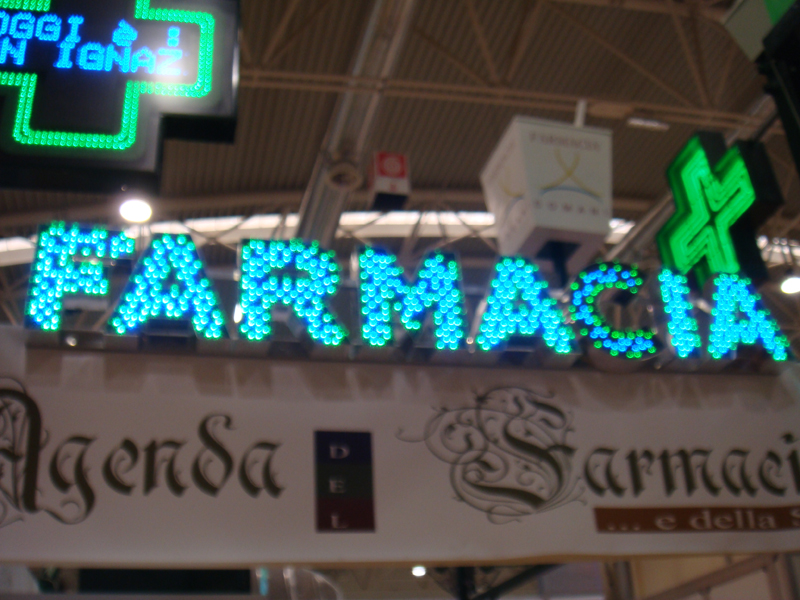 OGGI è :
N IGNAZ
FARMACIA
Agenda
DEL
Farmaci
... e della S